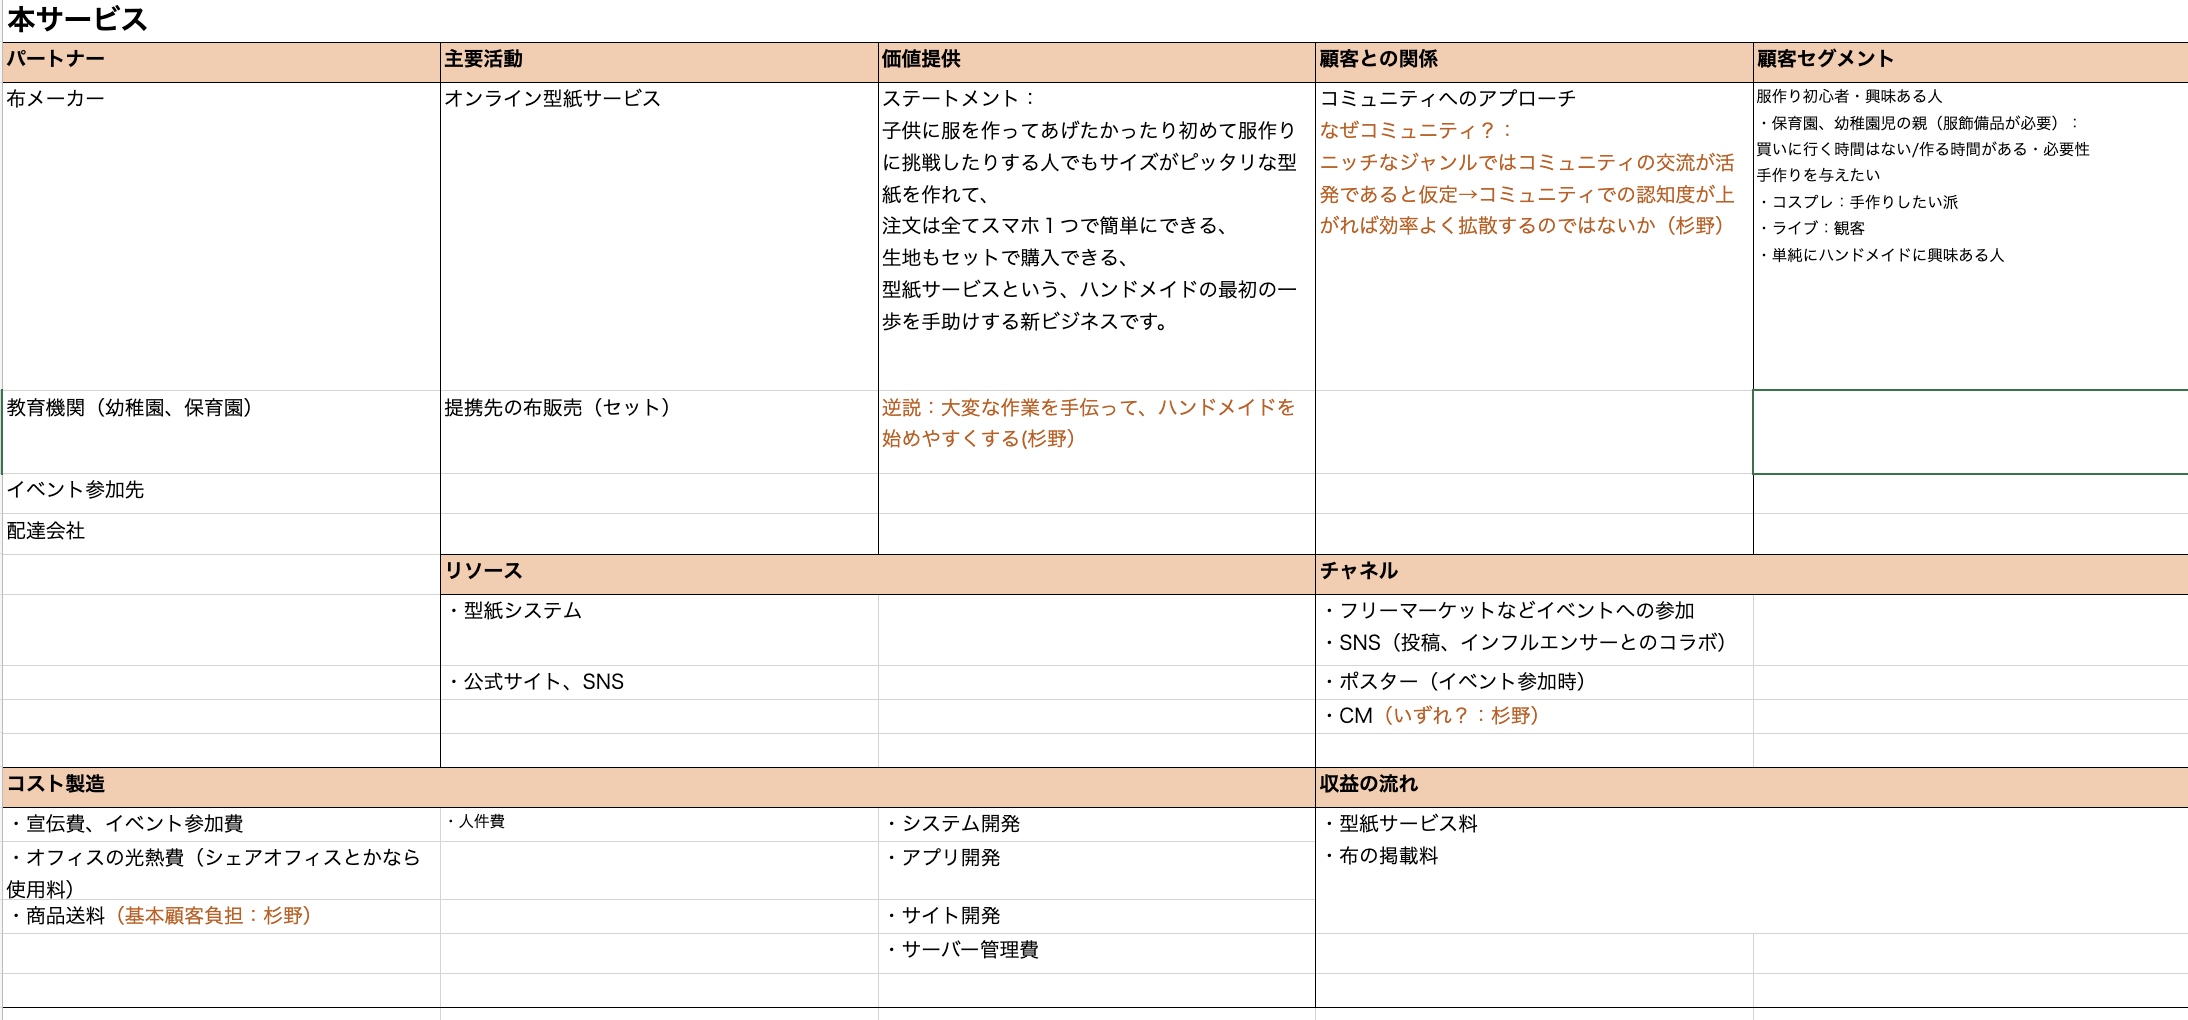 本サービス
パートナー
主要活動
価値提供
顧客との関係
顧客セグメント
布メーカー
オンライン型紙サービス
ステートメント：
子供に服を作ってあげたかったり初めて服作り
に挑戦したりする人でもサイズがピッタリな型
紙を作れて、
注文は全てスマホ１つで簡単にできる、
生地もセットで購入できる、
型紙サービスという、ハンドメイドの最初の一
歩を手助けする新ビジネスです。
コミュニティへのアプローチ
なぜコミュニティ？：
ニッチなジャンルではコミュニティの交流が活
発であると仮定→コミュニティでの認知度が上
がれば効率よく拡散するのではないか（杉野）
服作り初心者・興味ある人
・保育園、幼稚園児の親（服飾備品が必要）：
買いに行く時間はない/作る時間がある・必要性
手作りを与えたい
・コスプレ：手作りしたい派
・ライブ：観客
・単純にハンドメイドに興味ある人
教育機関（幼稚園、保育園）
提携先の布販売（セット）
逆説：大変な作業を手伝って、ハンドメイドを
始めやすくする(杉野）
イベント参加先
配達会社
リソース
チャネル
・型紙システム
・フリーマーケットなどイベントへの参加
・SNS（投稿、インフルエンサーとのコラボ）
・公式サイト、SNS
・ポスター（イベント参加時）
・CM（いずれ？：杉野）
コスト製造
収益の流れ
・宣伝費、イベント参加費
・人件費
・システム開発
・型紙サービス料
・布の掲載料
・オフィスの光熱費（シェアオフィスとかなら
使用料）
・アプリ開発
・商品送料（基本顧客負担：杉野）
・サイト開発
・サーバー管理費